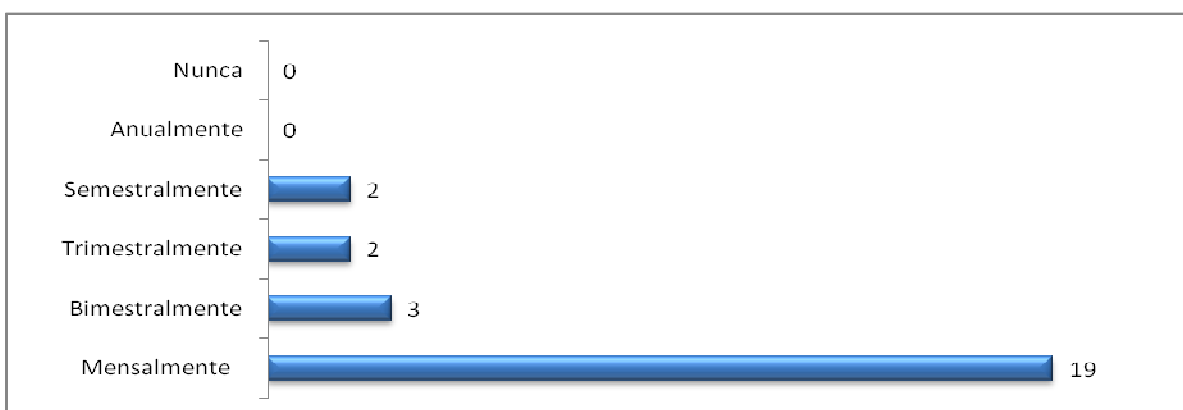 Nunca 0
Anualmente 0
Semestralmente 2
Trimestralmente 2
Bimestralmente 3
Mensalmente 19